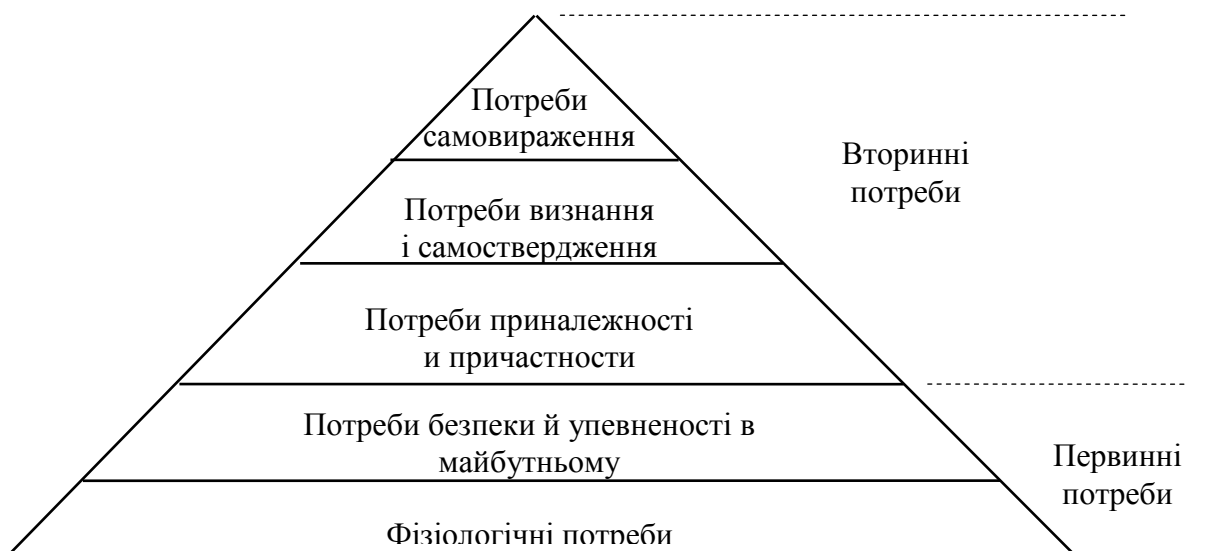 Потреби
самовираження
Вторинні
потреби
Потреби визнання
і самоствердження
Потреби приналежності
и причастности
Потреби безпеки й упевненості в
майбутньому
Первинні
потреби
Фізіологічні потреби